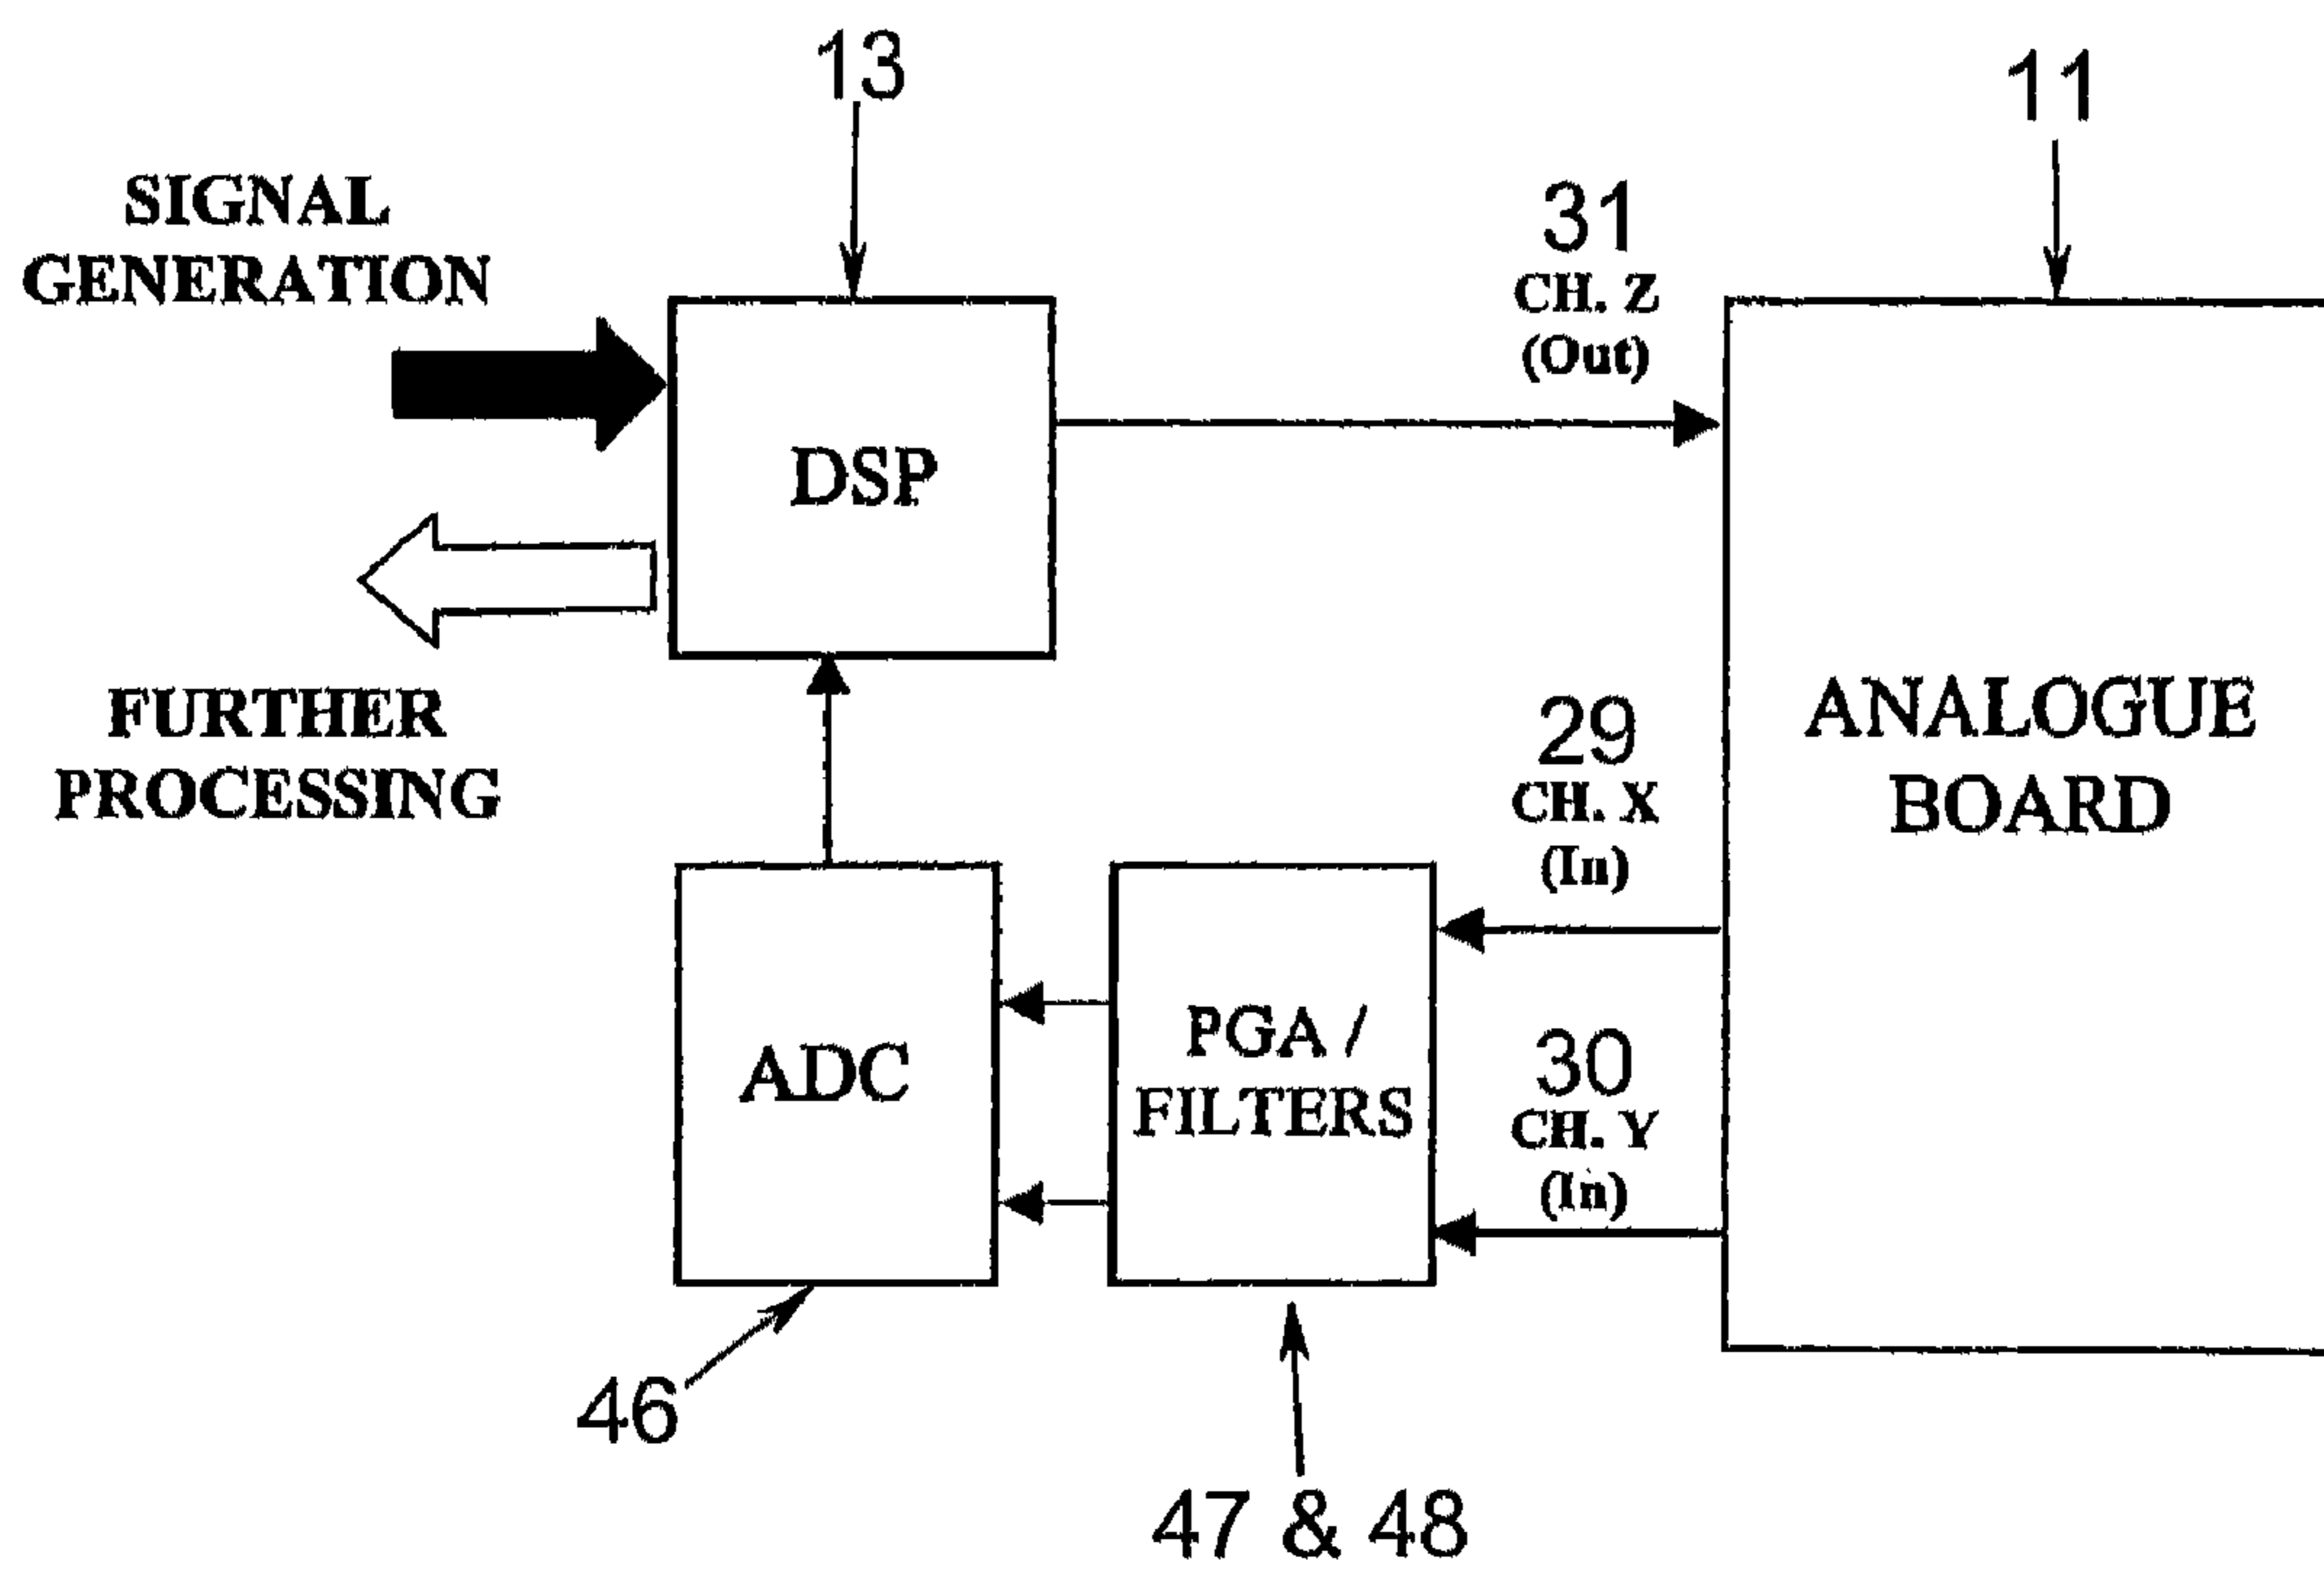 13
11
SIGNAL
GENERATION
31
CH. Z
(Out)
DSP
FURTHER
PROCESSING
29
CH. X
(In)
ANALOGUE
BOARD
PGA /
FILTERS
ADC
30
CH. Y
(In)
46
47 & 48